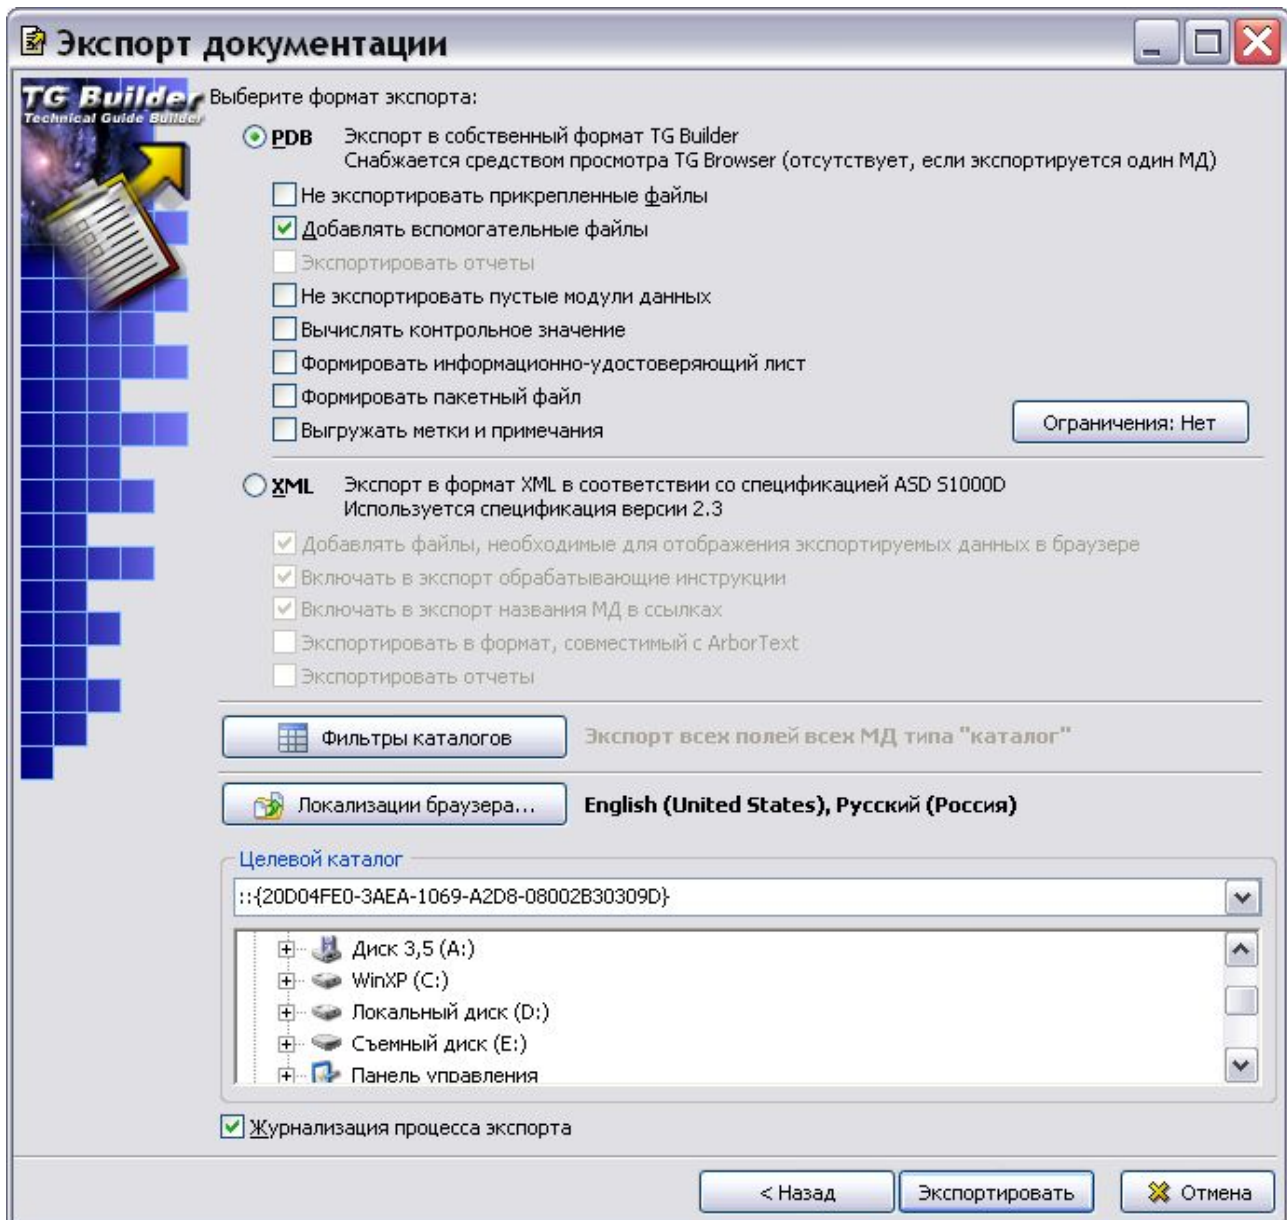 Экспорт документации
TG Builder
Technical Guide Builder
Выберите формат экспорта:
PDB Экспорт в собственный формат TG Builder
Снабжается средством просмотра TG Browser (отсутствует, если экспортируется один МД)
Не экспортировать прикрепленные файлы
Добавлять вспомогательные файлы
Экспортировать отчеты
Не экспортировать пустые модули данных
Вычислять контрольное значение
Формировать информационно-удостоверяющий лист
Формировать пакетный файл
Выгружать метки и примечания
Ограничения: Нет
XML Экспорт в формат XML в соответствии со спецификацией ASD S1000D
Используется спецификация версии 2.3
Добавлять файлы, необходимые для отображения экспортируемых данных в браузере
Включать в экспорт обрабатывающие инструкции
Включать в экспорт названия МД в ссылках
Экспортировать в формат, совместимый с ArborText
Экспортировать отчеты
Фильтры каталогов Экспорт всех полей всех МД типа "каталог"
Локализации браузера... English (United States), Русский (Россия)
Целевой каталог
::{20D04FE0-3AEA-1069-A2D8-08002B30309D}
Диск 3,5 (A:)
WinXP (C:)
Локальный диск (D:)
Съемный диск (E:)
Панель управления
Журнализация процесса экспорта
< Назад Экспортировать Отмена